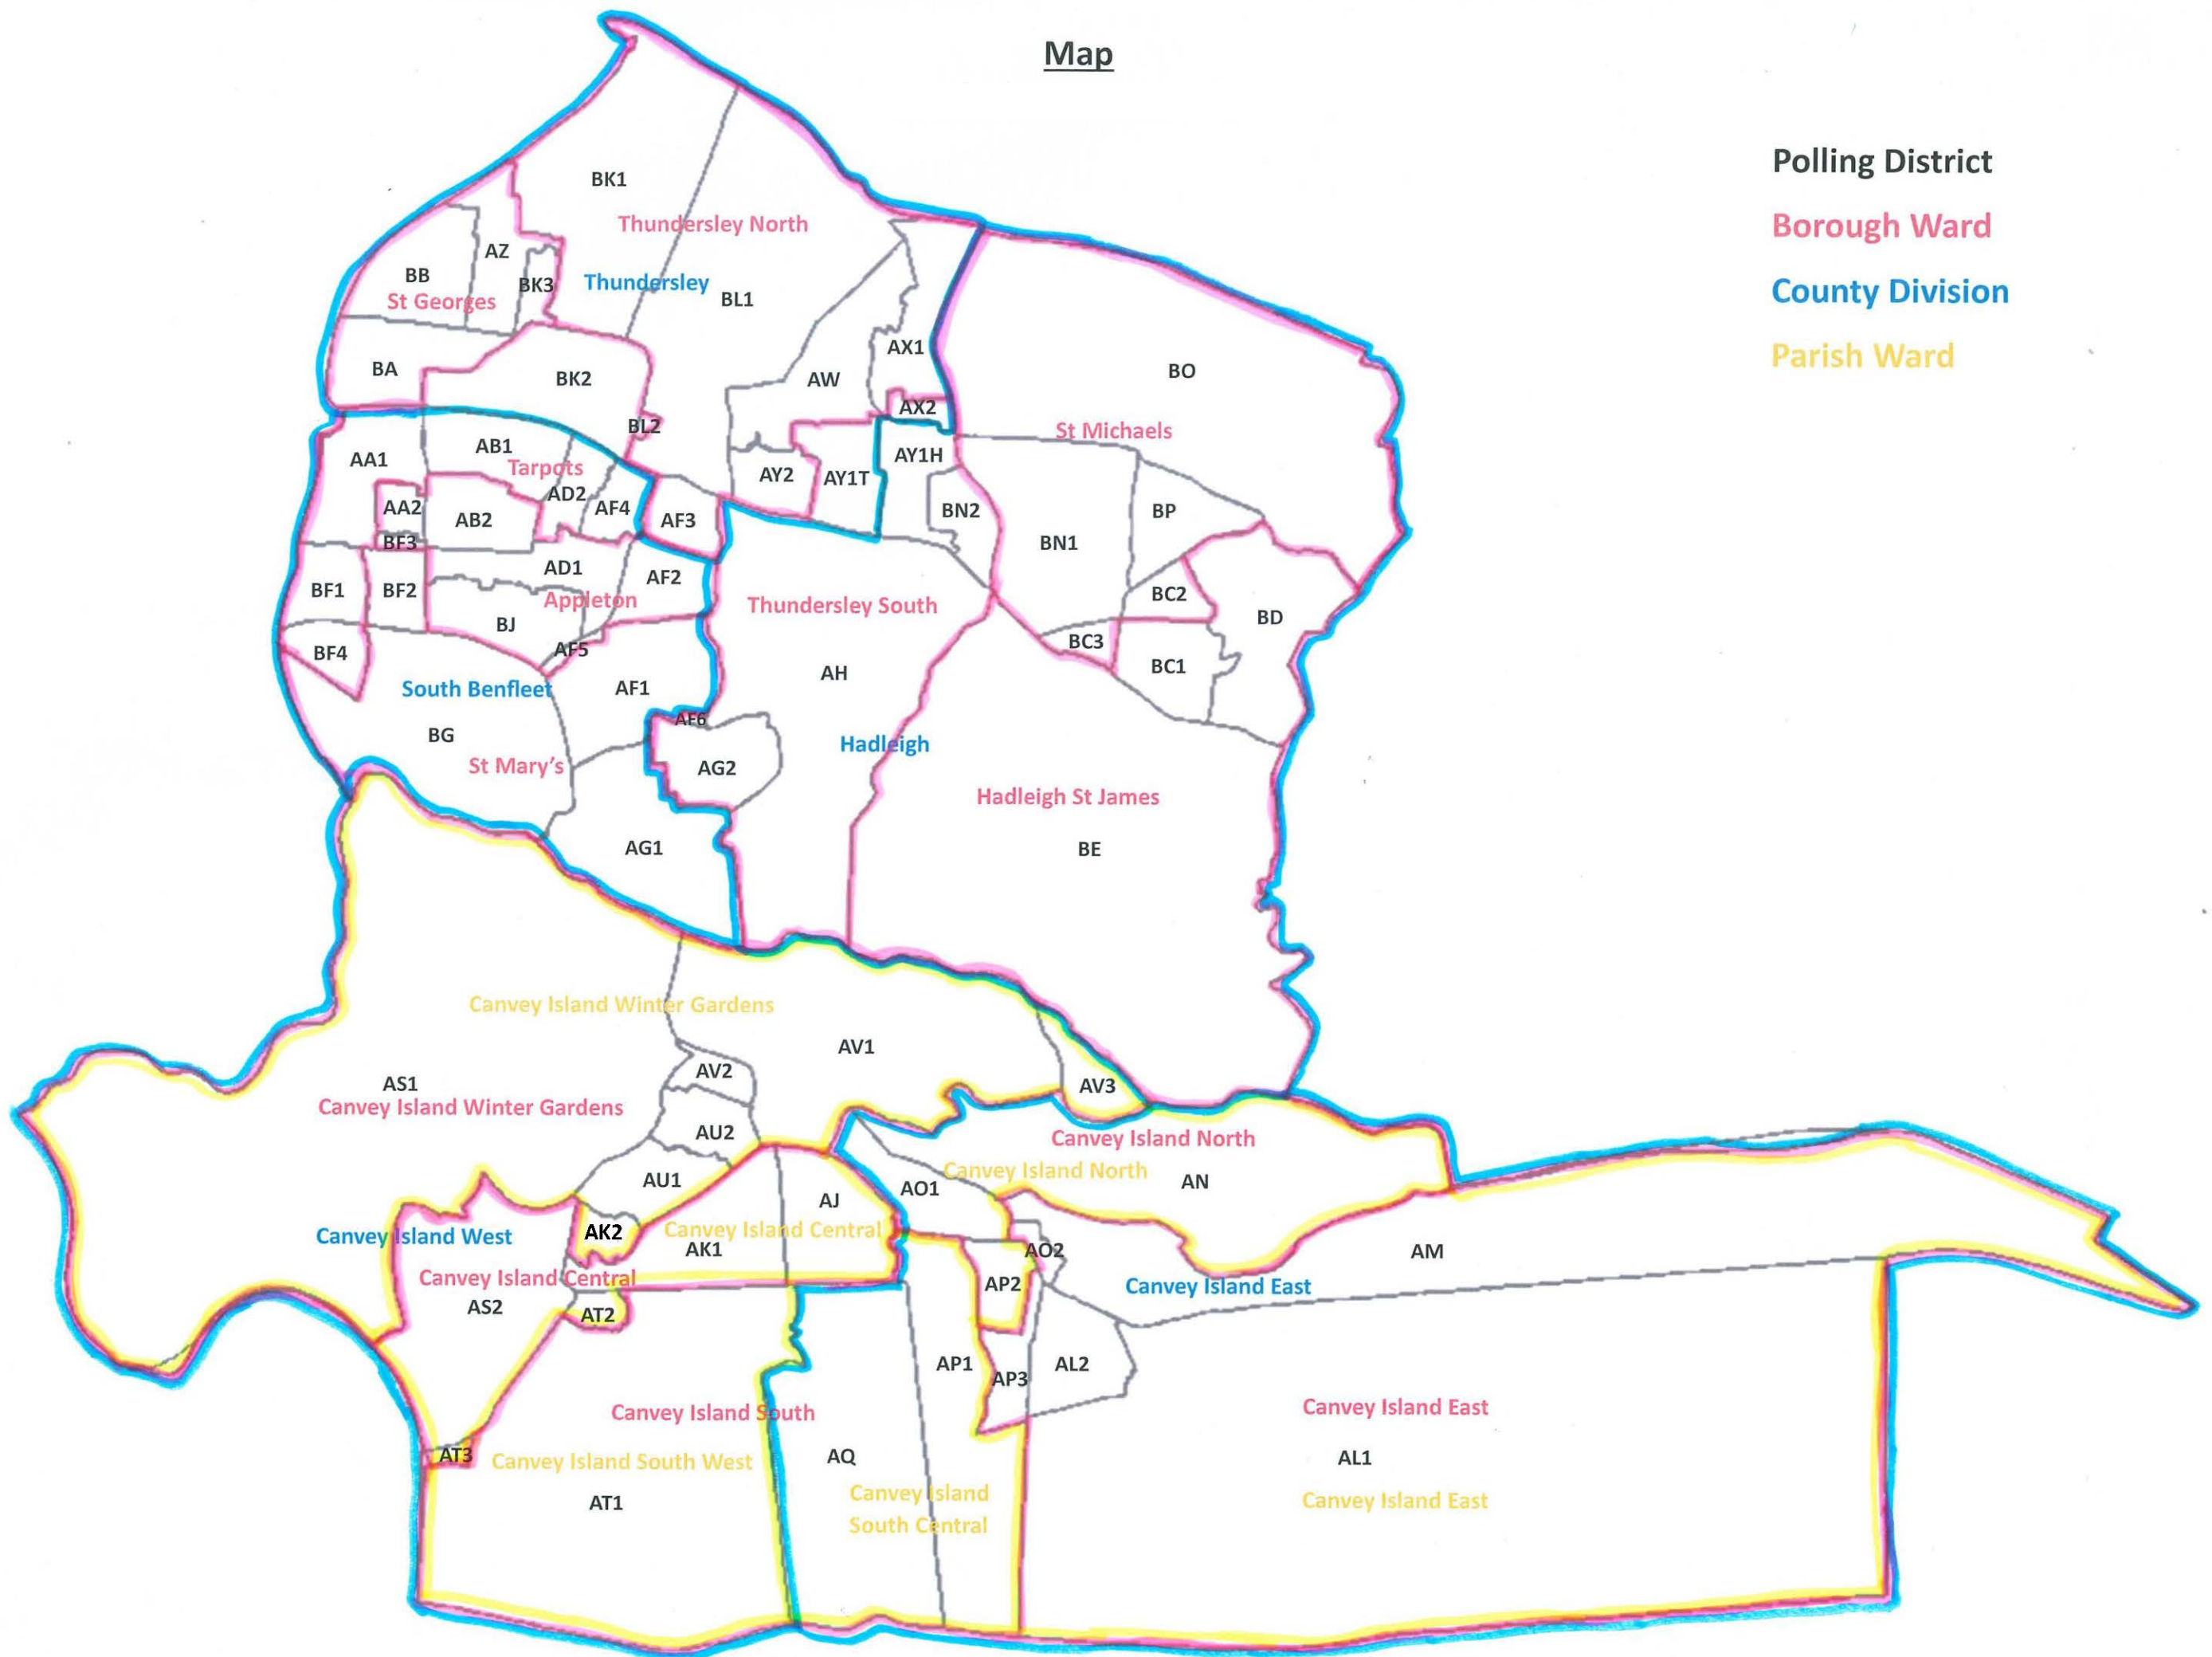 Map
Polling District
Borough Ward
County Division
Parish Ward
BK1
Thundersley North
AZ
BB
BK3
Thundersley
St Georges
BL1
AX1
BA
BK2
AW
BO
AX2
BL2
St Michaels
AB1
AA1
Tarpots
AY1H
AY2
AY1T
AD2
AA2
AF4
AB2
AF3
BN2
BP
BF3
BN1
AD1
AF2
BF1
BF2
BC2
Appleton
Thundersley South
BJ
BD
BC3
AF5
BF4
BC1
AH
South Benfleet
AF1
AF6
BG
Hadleigh
St Mary's
AG2
Hadleigh St James
AG1
BE
Canvey Island Winter Gardens
AV1
AV2
AS1
AV3
Canvey Island Winter Gardens
AU2
Canvey Island North
Canvey Island North
AU1
AN
AO1
AJ
AK2
Canvey Island Central
Canvey Island West
AK1
AO2
AM
Canvey Island Central
AP2
Canvey Island East
AS2
AT2
AP1
AL2
AP3
Canvey Island South
Canvey Island East
AT3
Canvey Island South West
AQ
AL1
Canvey Island
South Central
AT1
Canvey Island East